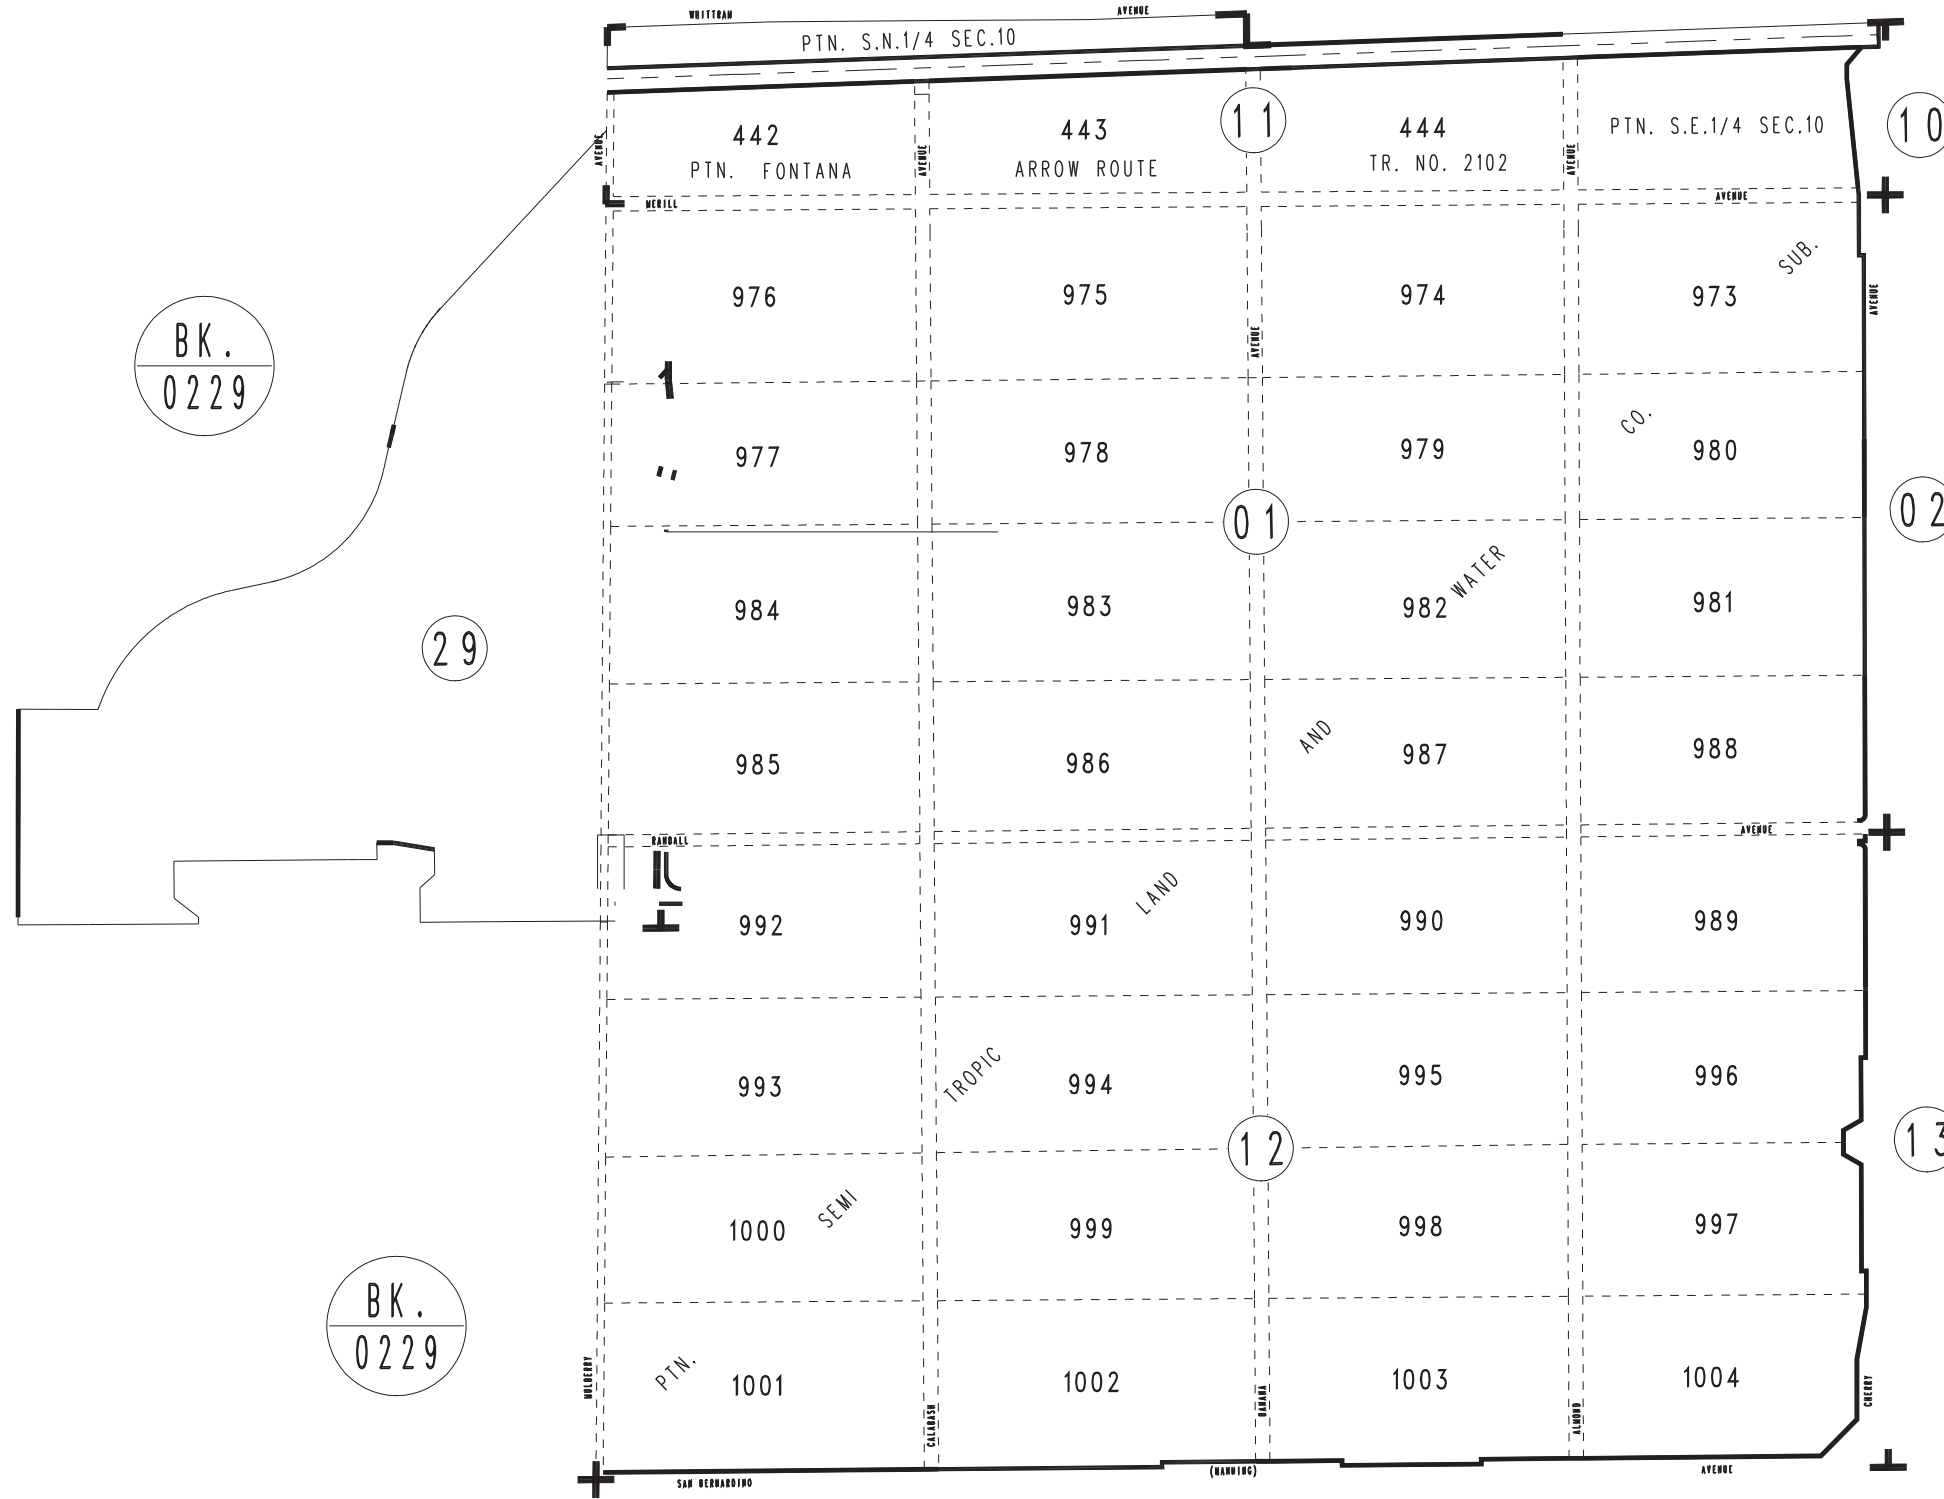 WHITTRAM AVENUE
PTN. S.N.1/4 SEC.10
11
10
442 443 444 PTN. S.E.1/4 SEC.10
PTN. FONTANA ARROW ROUTE TR. NO. 2102
AVENUE AVENUE AVENUE
MERILL AVENUE
SUB.
976 975 974 973
AVENUE AVENUE
BK.
0229
1
CO.
977 978 979 980
01
02
WATER
984 983 982 981
29
AND
985 986 987 988
RANDALL AVENUE
LAND
992 991 990 989
TROPIC
993 994 995 996
12
13
SEMI
1000 999 998 997
BK.
0229
PTN.
1001 1002 1003 1004
MULBERRY CALABASH BANANA ALMOND CHERRY
SAN BERNARDINO (MANNING) AVENUE